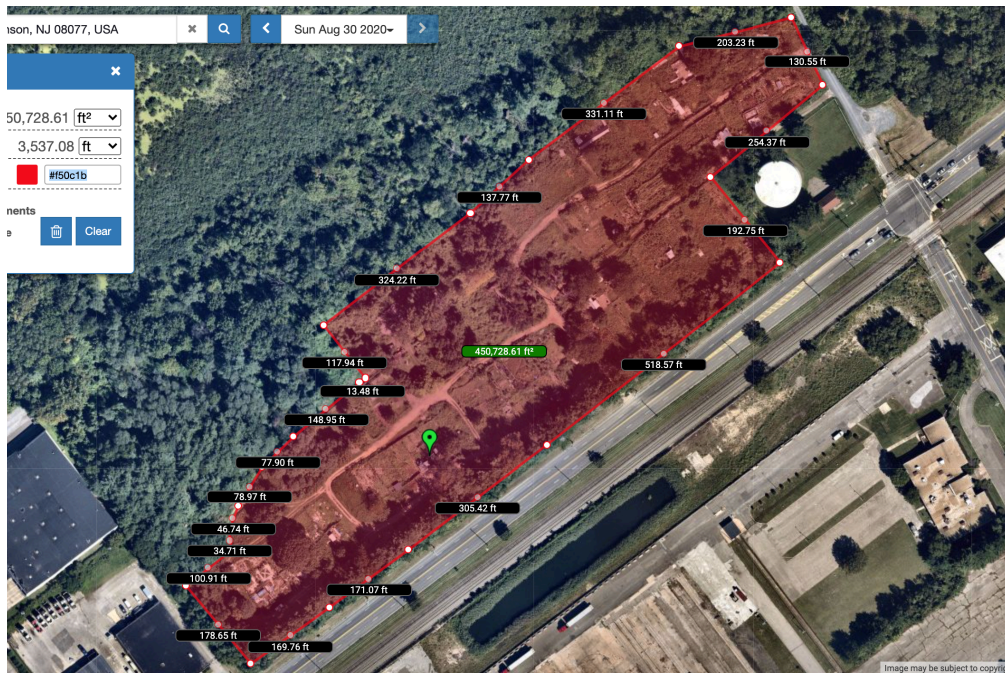 nson, NJ 08077, USA
Sun Aug 30 2020
50,728.61 ft²
3,537.08 ft
#f50c1b
ments
e
Clear
203.23 ft
130.55 ft
331.11 ft
254.37 ft
137.77 ft
192.75 ft
324.22 ft
450,728.61 ft²
117.94 ft
518.57 ft
13.48 ft
148.95 ft
77.90 ft
78.97 ft
305.42 ft
46.74 ft
34.71 ft
100.91 ft
171.07 ft
178.65 ft
169.76 ft
Image may be subject to copyrig